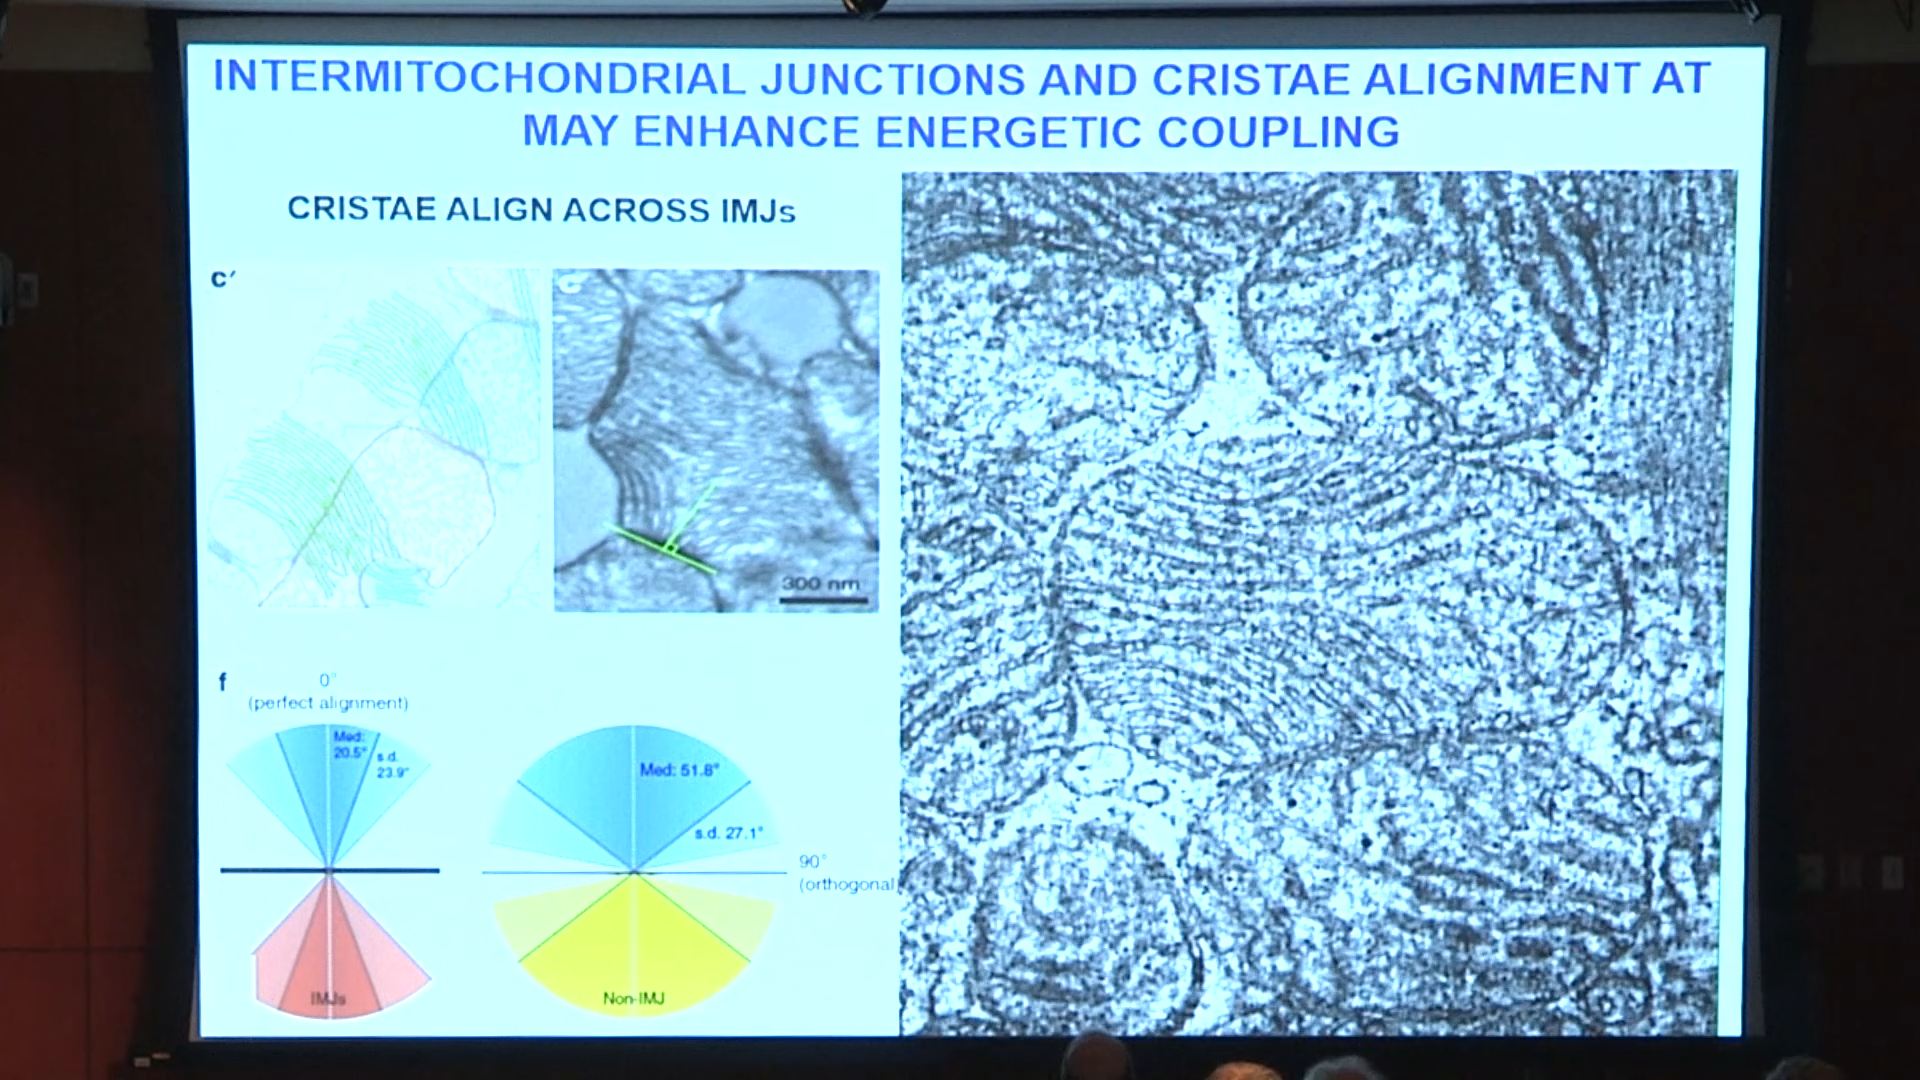 INTERMITOCHONDRIAL JUNCTIONS AND CRISTAE ALIGNMENT AT
MAY ENHANCE ENERGETIC COUPLING
CRISTAE ALIGN ACROSS IMJs
c′
300 nm
f
0°
(perfect alignment)
Med:
20.5°
s.d.
23.9°
IMJs
Med: 51.8°
s.d. 27.1°
90°
(orthogonal
Non-IMJ